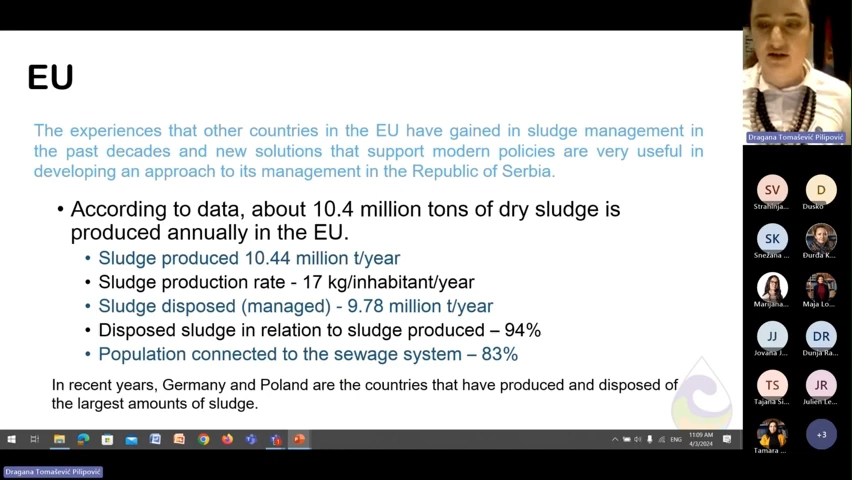 EU
The experiences that other countries in the EU have gained in sludge management in
the past decades and new solutions that support modern policies are very useful in
developing an approach to its management in the Republic of Serbia.
• According to data, about 10.4 million tons of dry sludge is
produced annually in the EU.
• Sludge produced 10.44 million t/year
• Sludge production rate - 17 kg/inhabitant/year
• Sludge disposed (managed) - 9.78 million t/year
• Disposed sludge in relation to sludge produced – 94%
• Population connected to the sewage system – 83%
In recent years, Germany and Poland are the countries that have produced and disposed of
the largest amounts of sludge.
Dragana Tomašević Pilipović
SV
D
Strahinja...
Dusko
SK
Snezana ...
Đurđa K...
Marijana...
Maja Lo...
JJ
DR
Jovana J...
Dunja Ra...
TS
JR
Tajana Si...
Julien Le...
+3
Tamara ...
ENG
11:09 AM
4/3/2024
Dragana Tomašević Pilipović